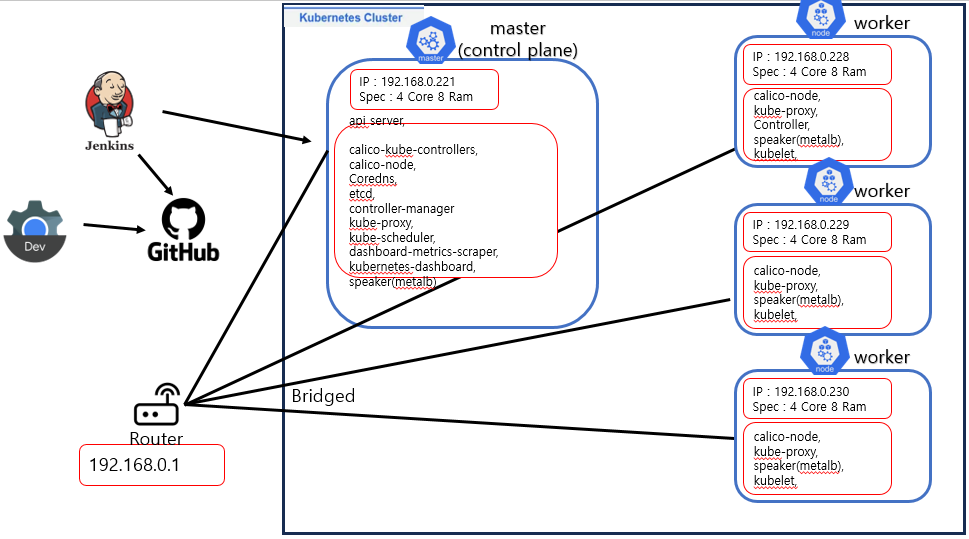 Kubernetes Cluster
master
(control plane)
master
IP : 192.168.0.221
Spec : 4 Core 8 Ram
api server,
calico-kube-controllers,
calico-node,
Coredns,
etcd,
controller-manager
kube-proxy,
kube-scheduler,
dashboard-metrics-scraper,
kubernetes-dashboard,
speaker(metalb)
worker
node
IP : 192.168.0.228
Spec : 4 Core 8 Ram
calico-node,
kube-proxy,
Controller,
speaker(metalb),
kubelet,
worker
node
IP : 192.168.0.229
Spec : 4 Core 8 Ram
calico-node,
kube-proxy,
speaker(metalb),
kubelet,
worker
node
IP : 192.168.0.230
Spec : 4 Core 8 Ram
calico-node,
kube-proxy,
speaker(metalb),
kubelet,
Jenkins
Dev
GitHub
Bridged
Router
192.168.0.1